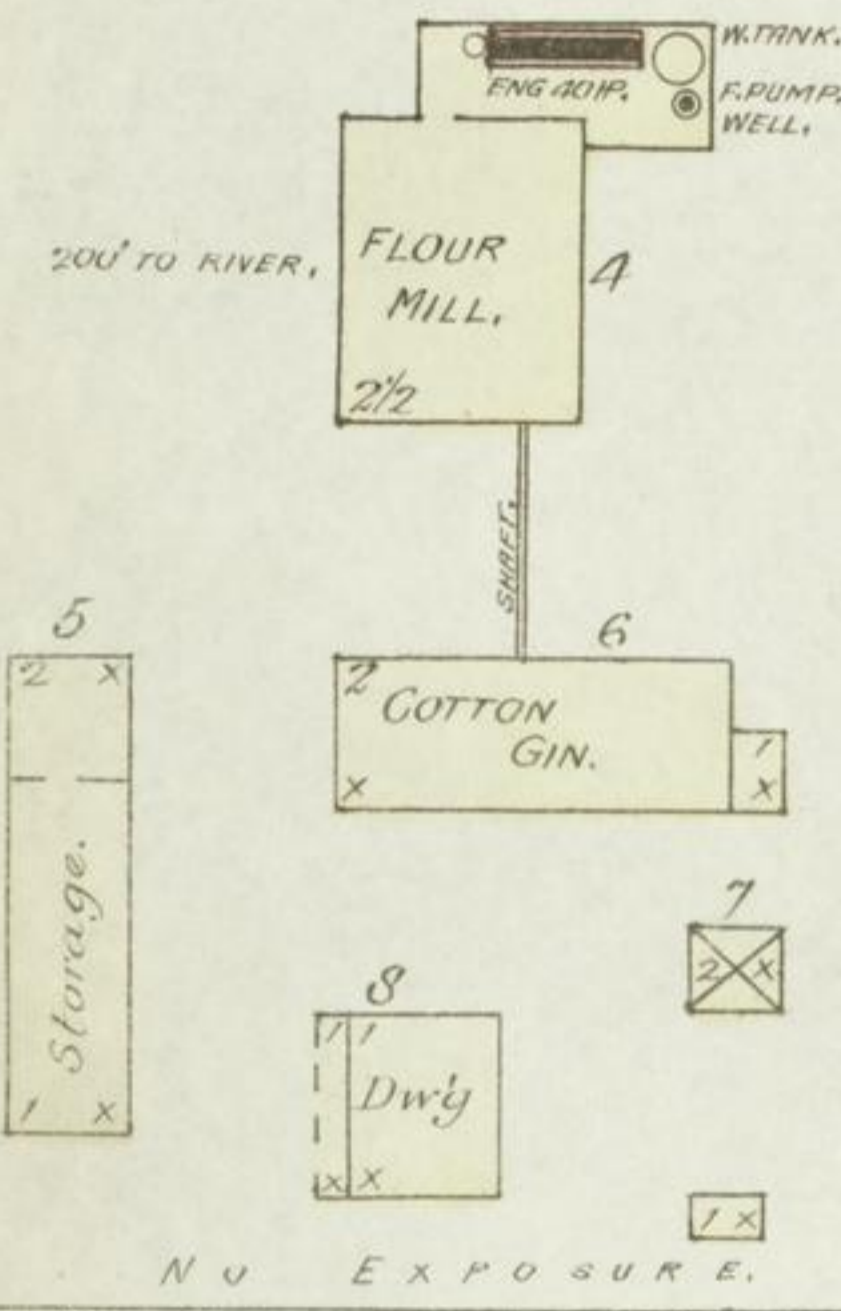 W. TANK.
ENG 40 IP.
F. PUMP.
WELL.
200' TO RIVER.
FLOUR
MILL.
4
2½
SHAFT.
5
6
2 X
2
COTTON
GIN.
X
1
X
Storage.
7
2 X
8
1 1
Dw'g
X X
1 X
1 X
NO EXPOSURE.